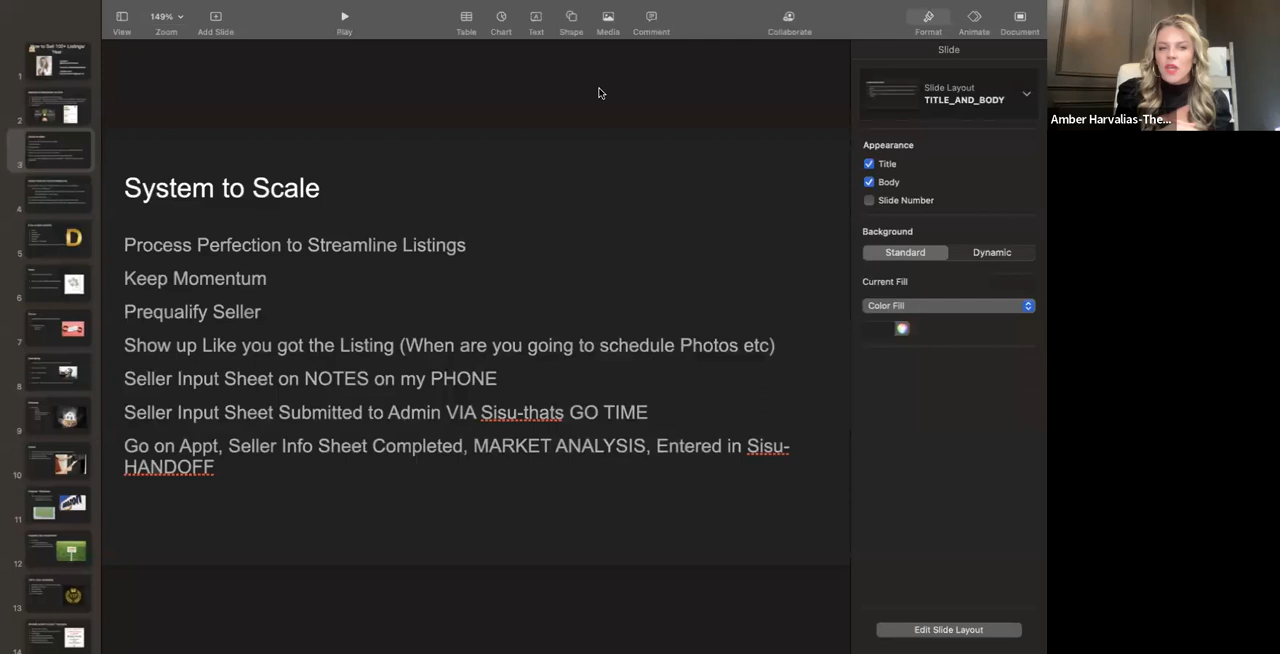 149%
View
Zoom
Add Slide
Play
Table
Chart
Text
Shape
Media
Comment
Collaborate
Format
Animate
Document
1
2
3
4
5
6
7
8
9
10
11
12
13
14
System to Scale
Process Perfection to Streamline Listings
Keep Momentum
Prequalify Seller
Show up Like you got the Listing (When are you going to schedule Photos etc)
Seller Input Sheet on NOTES on my PHONE
Seller Input Sheet Submitted to Admin VIA Sisu-thats GO TIME
Go on Appt, Seller Info Sheet Completed, MARKET ANALYSIS, Entered in Sisu-
HANDOFF
Slide
Slide Layout
TITLE_AND_BODY
Appearance
Title
Body
Slide Number
Background
Standard
Dynamic
Current Fill
Color Fill
Edit Slide Layout
Amber Harvalias-The...